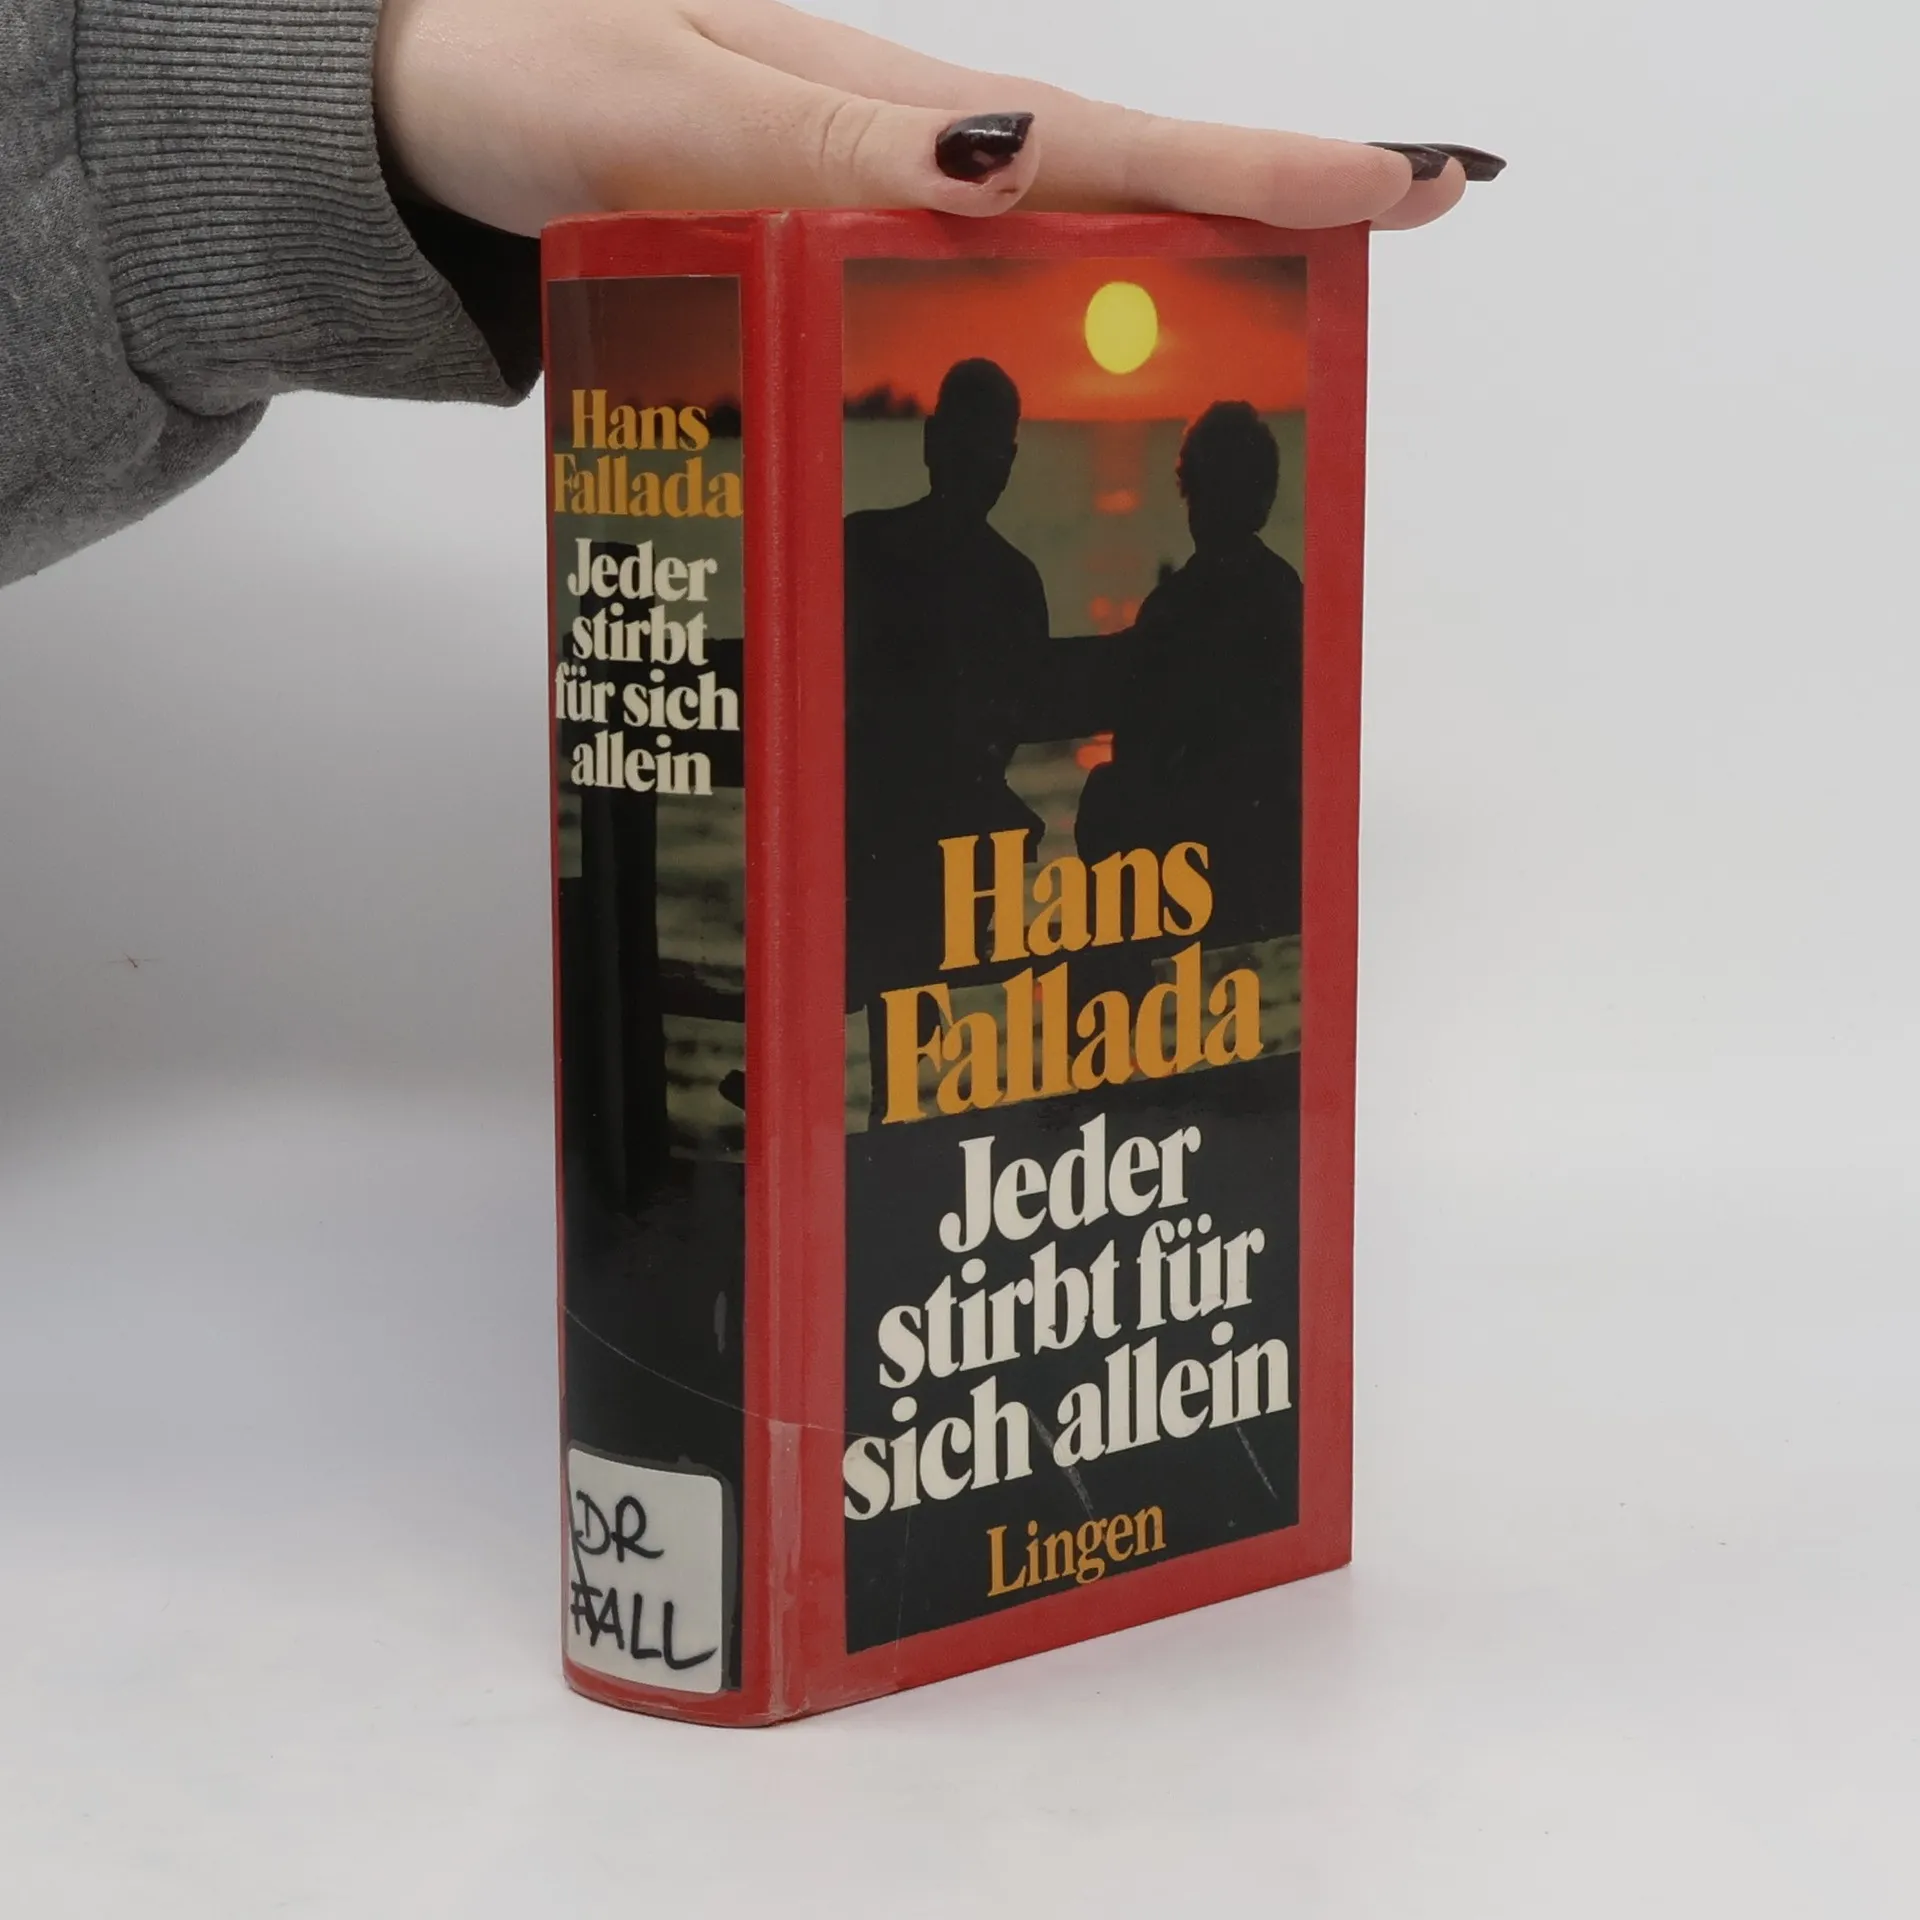 Hans
Fallada
Jeder
stirbt
für sich
allein
DR
FALL
Hans
Fallada
Jeder
stirbt für
sich allein
Lingen